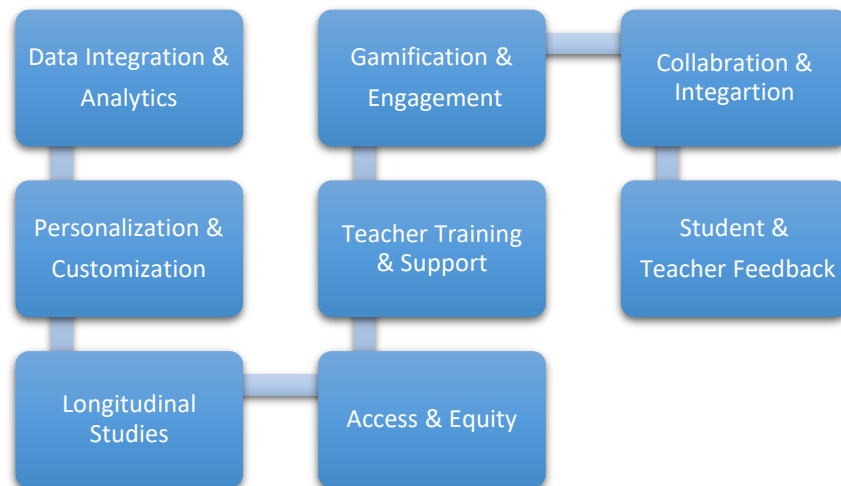 Data Integration &
Analytics
Personalization &
Customization
Longitudinal
Studies
Access & Equity
Teacher Training
& Support
Gamification &
Engagement
Collabration &
Integartion
Student &
Teacher Feedback